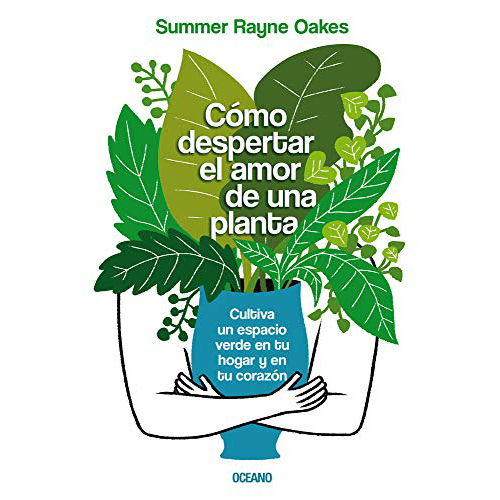 Summer Rayne Oakes
Cómo
despertar
el amor
de una
planta
Cultiva
un espacio
verde en tu
hogar y en
tu corazón
OCEANO